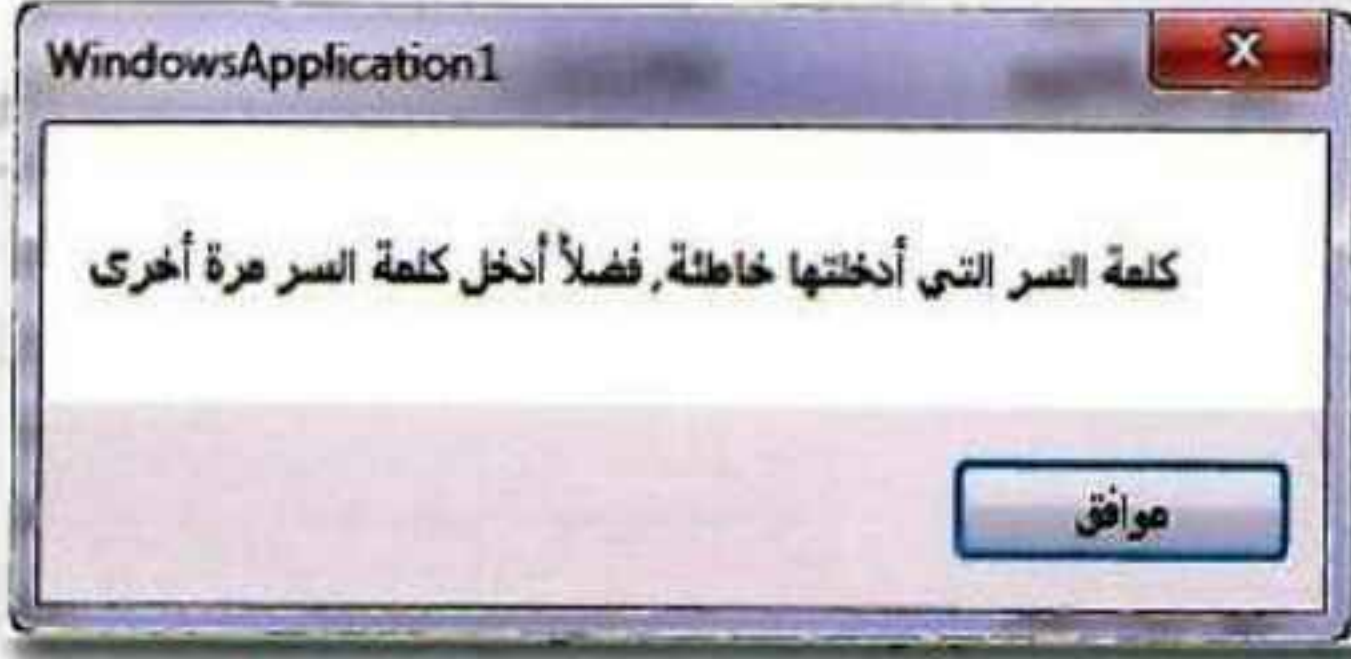 WindowsApplication1
كلمة السر التي أدخلتها خاطئة, فضلاً أدخل كلمة السر مرة أخرى
موافق